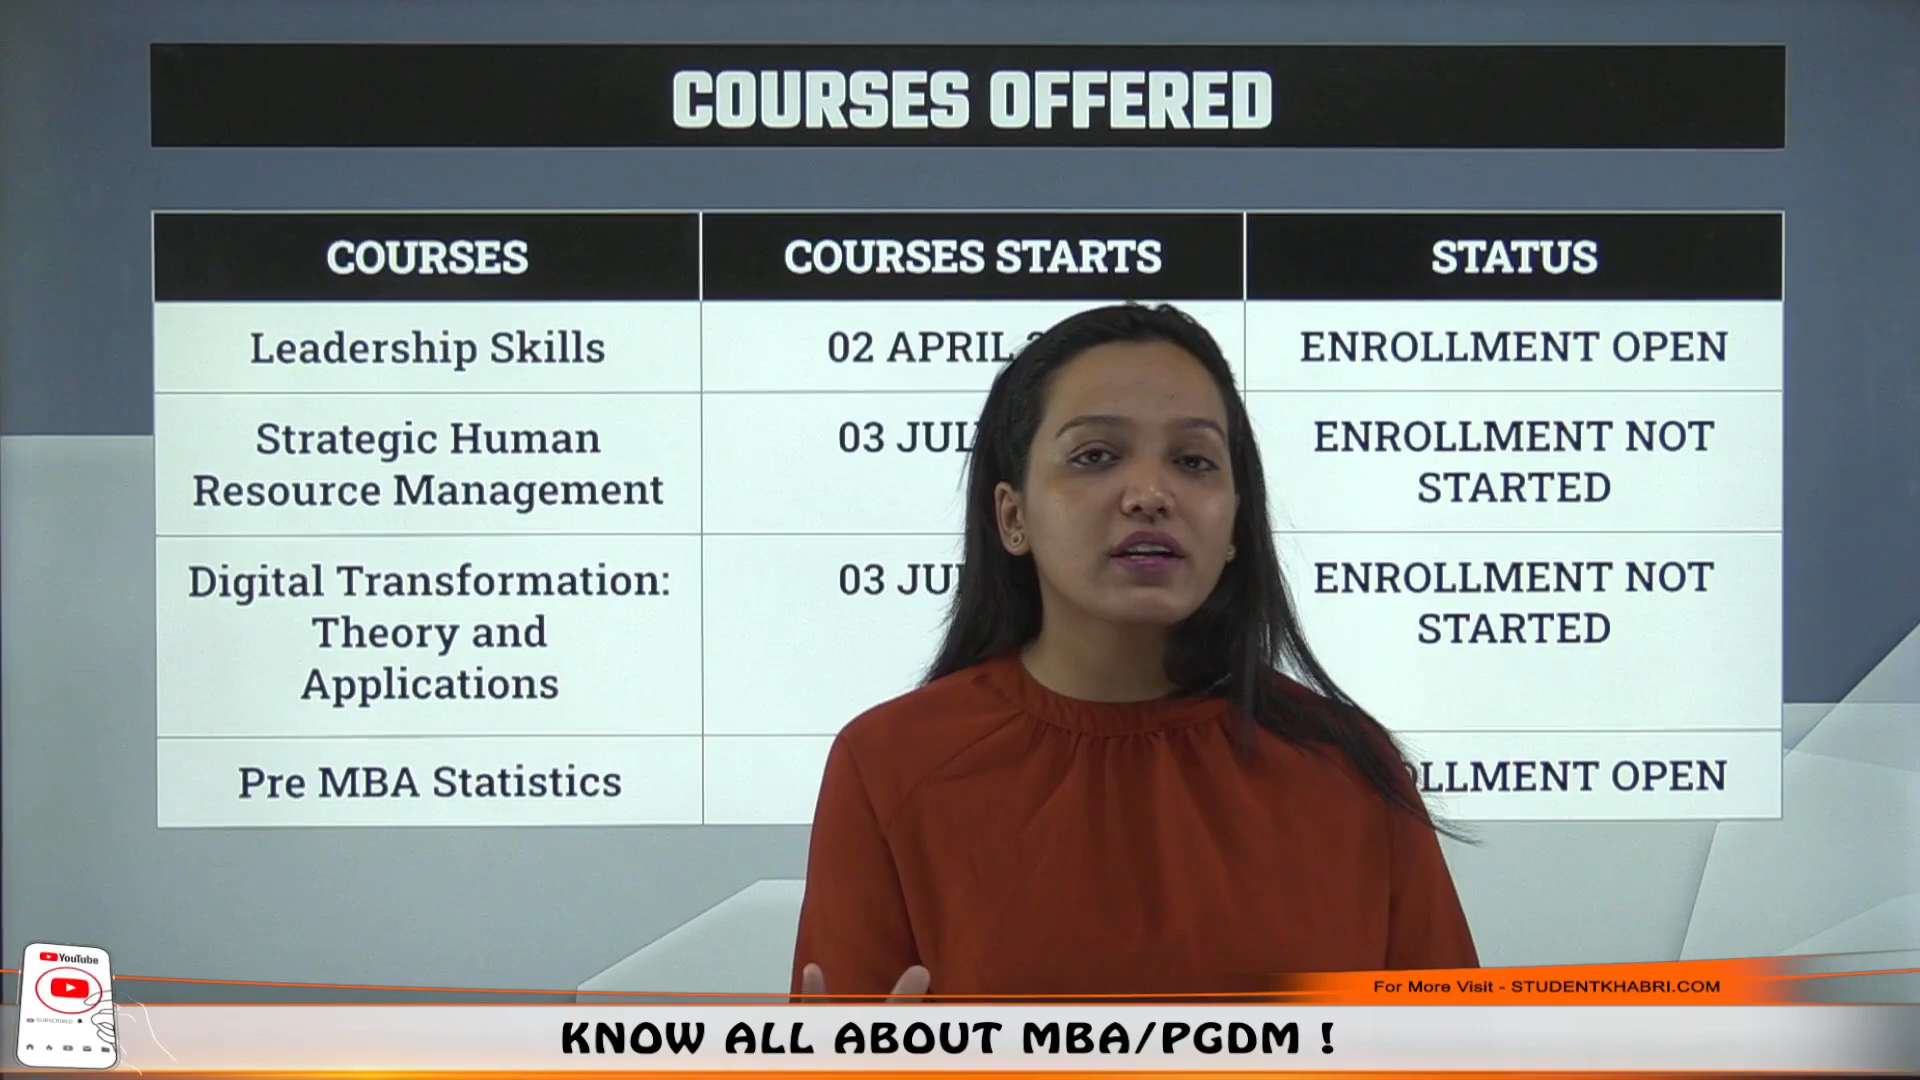 COURSES OFFERED
COURSES COURSES STARTS STATUS
Leadership Skills 02 APRIL ENROLLMENT OPEN
Strategic Human 03 ENROLLMENT NOT
Resource Management STARTED
Digital Transformation: 03 ENROLLMENT NOT
Theory and STARTED
Applications
Pre MBA Statistics OPEN
YouTube
SUBSCRIBED
For More Visit - STUDENTKHABRI.COM
KNOW ALL ABOUT MBA/PGDM !